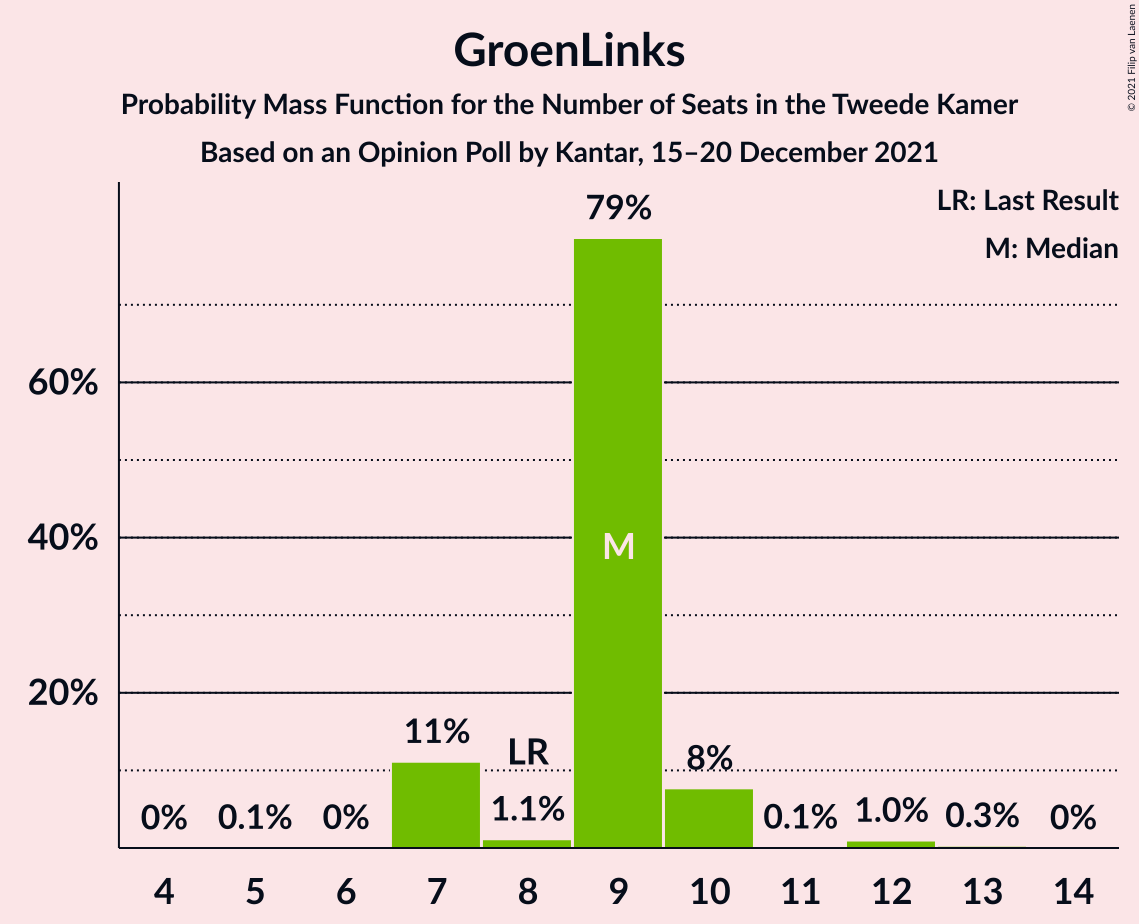 GroenLinks
Probability Mass Function for the Number of Seats in the Tweede Kamer
Based on an Opinion Poll by Kantar, 15–20 December 2021
© 2021 Filip van Laenen
LR: Last Result
M: Median
79%
60%
40%
20%
M
11%
LR
8%
0%
0.1%
0%
1.1%
0.1%
1.0%
0.3%
0%
4 5 6 7 8 9 10 11 12 13 14